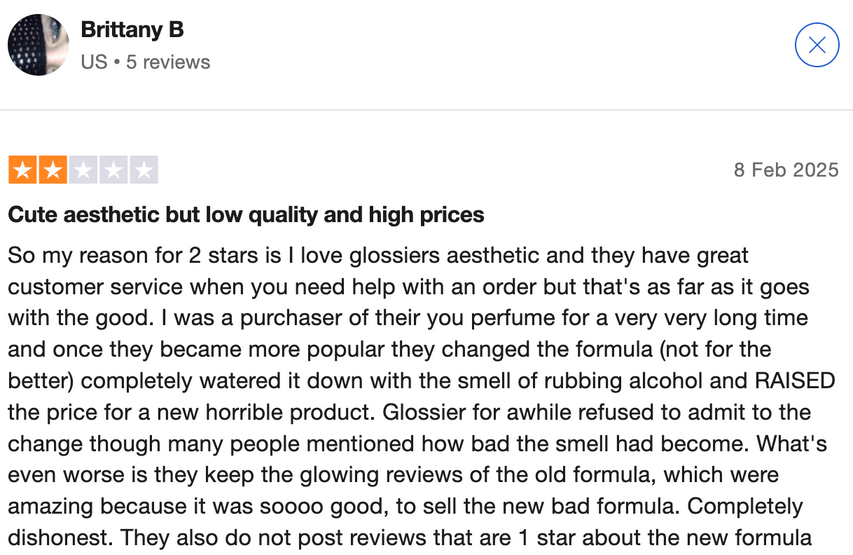 Brittany B
US • 5 reviews
8 Feb 2025
Cute aesthetic but low quality and high prices
So my reason for 2 stars is I love glossiers aesthetic and they have great
customer service when you need help with an order but that's as far as it goes
with the good. I was a purchaser of their you perfume for a very very long time
and once they became more popular they changed the formula (not for the
better) completely watered it down with the smell of rubbing alcohol and RAISED
the price for a new horrible product. Glossier for awhile refused to admit to the
change though many people mentioned how bad the smell had become. What's
even worse is they keep the glowing reviews of the old formula, which were
amazing because it was soooo good, to sell the new bad formula. Completely
dishonest. They also do not post reviews that are 1 star about the new formula